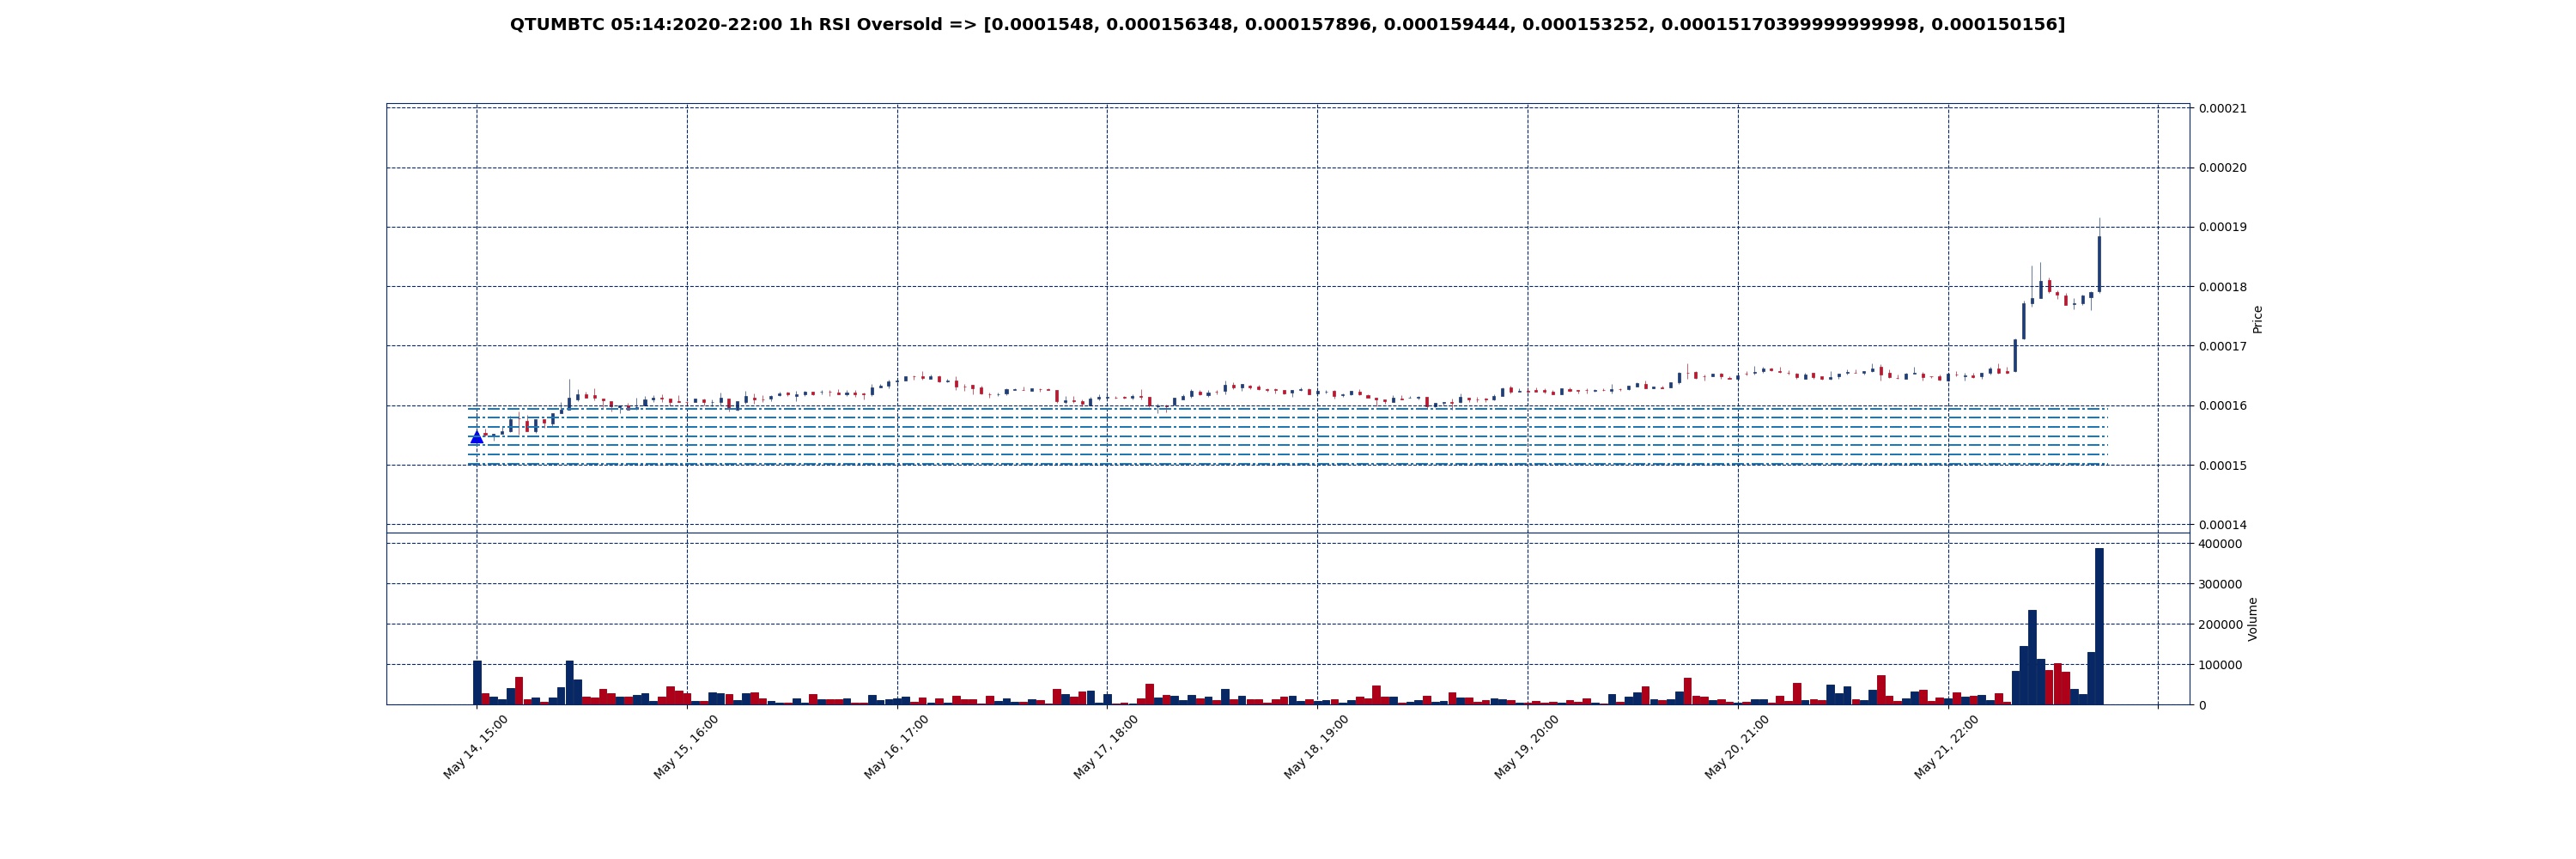 QTUMBTC 05:14:2020-22:00 1h RSI Oversold => [0.0001548, 0.000156348, 0.000157896, 0.000159444, 0.000153252, 0.00015170399999999998, 0.000150156]
0.00021
0.00020
0.00019
0.00018
0.00017
0.00016
0.00015
0.00014
Price
400000
300000
200000
100000
0
Volume
May 14, 15:00
May 15, 16:00
May 16, 17:00
May 17, 18:00
May 18, 19:00
May 19, 20:00
May 20, 21:00
May 21, 22:00